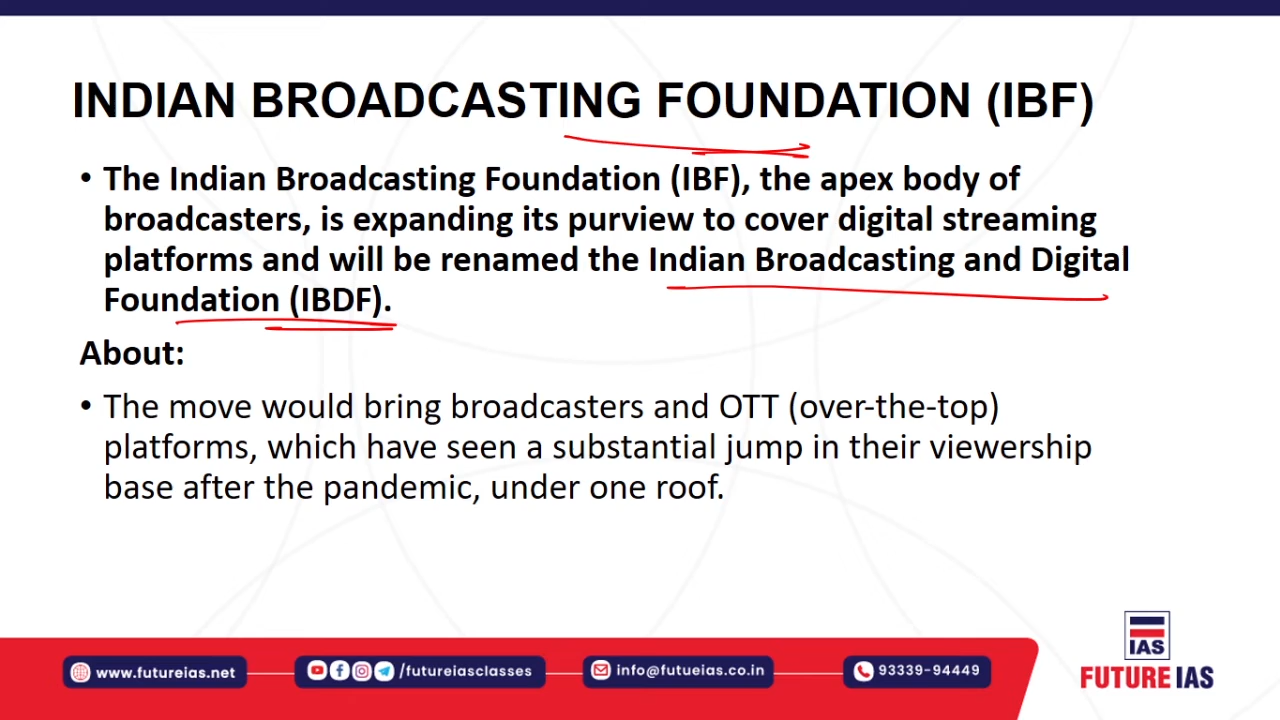 INDIAN BROADCASTING FOUNDATION (IBF)
• The Indian Broadcasting Foundation (IBF), the apex body of
broadcasters, is expanding its purview to cover digital streaming
platforms and will be renamed the Indian Broadcasting and Digital
Foundation (IBDF).
About:
• The move would bring broadcasters and OTT (over-the-top)
platforms, which have seen a substantial jump in their viewership
base after the pandemic, under one roof.
IAS
www.futureias.net /futureiasclasses info@futueias.co.in 93339-94449
FUTURE IAS